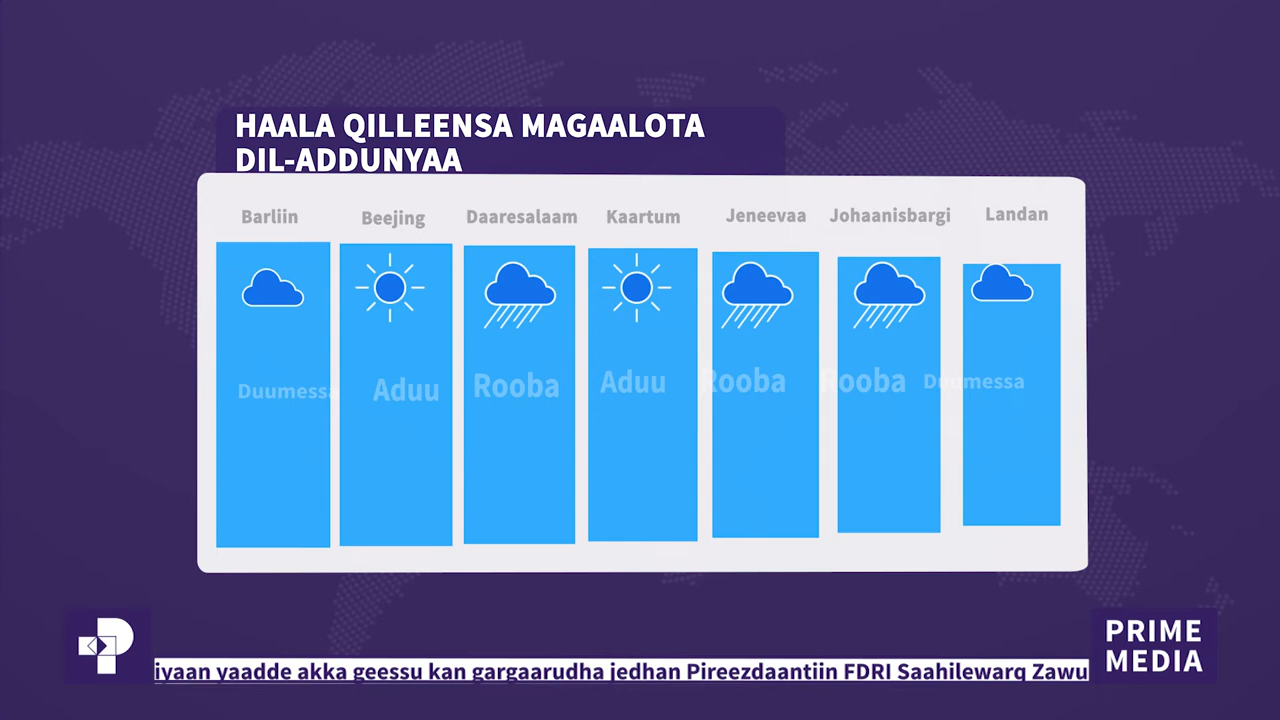 HAALA QILLEENSA MAGAALOTA
DIL-ADDUNYAA
Barliin Beejing Daaresalaam Kaartum Jeneevaa Johaanisbargi Landan
Duumessa Aduu Rooba Aduu Rooba Rooba Duumessa
iyaan yaadde akka geessu kan gargaarudha jedhan Pireezdaantiin FDRI Saahilewarq Zawu
PRIME
MEDIA